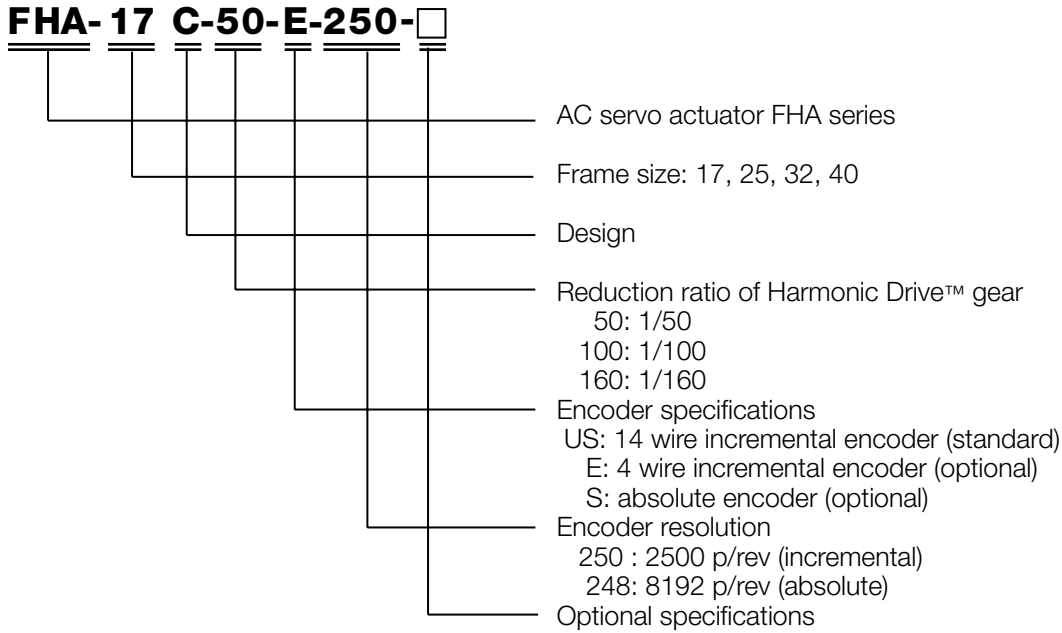 FHA-17 C-50-E-250-□
AC servo actuator FHA series
Frame size: 17, 25, 32, 40
Design
Reduction ratio of Harmonic Drive™ gear
50: 1/50
100: 1/100
160: 1/160
Encoder specifications
US: 14 wire incremental encoder (standard)
E: 4 wire incremental encoder (optional)
S: absolute encoder (optional)
Encoder resolution
250 : 2500 p/rev (incremental)
248: 8192 p/rev (absolute)
Optional specifications